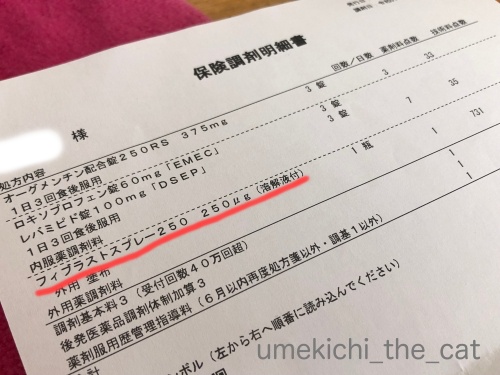 保険調剤明細書
様
処方内容 回数／日数 薬剤料点数 技術料点数
オーグメンチン配合錠２５０ＲＳ ３７５ｍｇ ３ 錠 3 33
１日３回食後服用
ロキソプロフェン錠６０ｍｇ「ＥＭＥＣ」 ３ 錠
レバミピド錠１００ｍｇ「ＤＳＥＰ」 ３ 錠 7 35
１日３回食後服用
内服薬調剤料
フィブラストスプレー２５０ ２５０μｇ（溶解液付） １ 瓶 1 731
外用 塗布
外用薬調剤料 1
調剤基本料３（受付回数４０万回超） 1
後発医薬品調剤体制加算３ 1
薬剤服用歴管理指導料（６月以内再度処方箋以外・調基１以外）
合計
ンボル（左から右へ順番に読み込んでください）
umekichi_the_cat